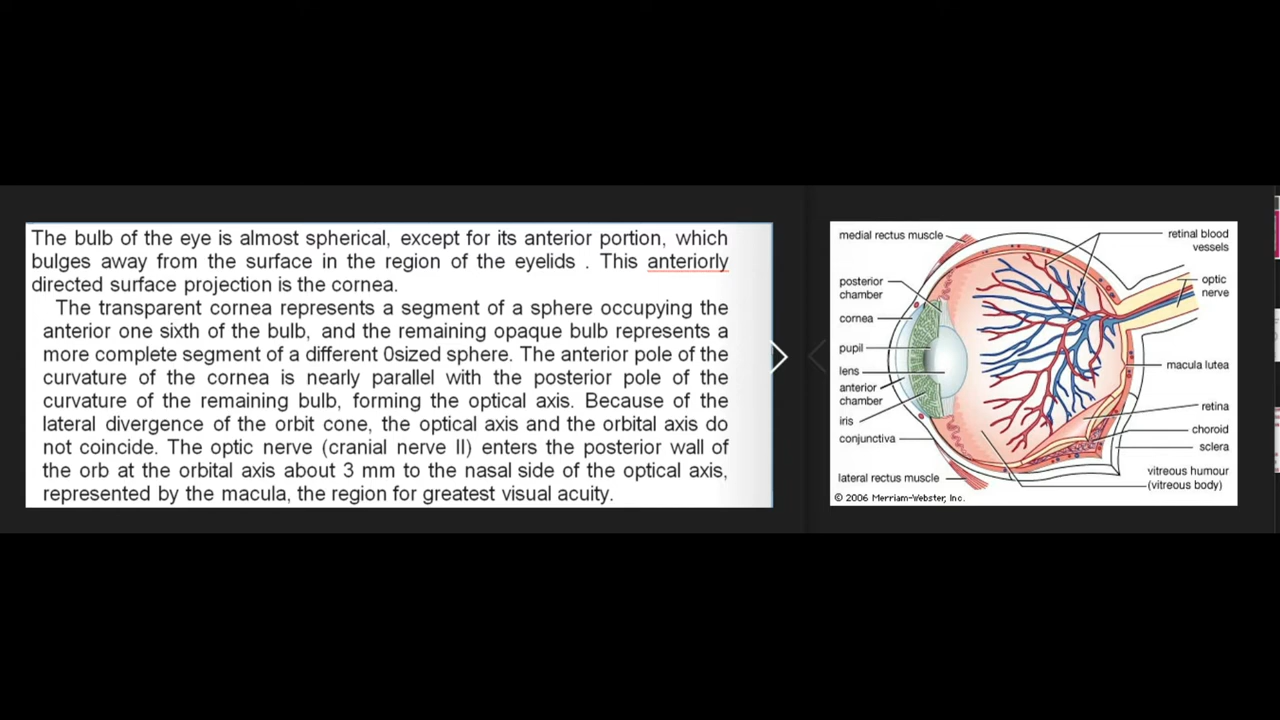 The bulb of the eye is almost spherical, except for its anterior portion, which
bulges away from the surface in the region of the eyelids . This anteriorly
directed surface projection is the cornea.
The transparent cornea represents a segment of a sphere occupying the
anterior one sixth of the bulb, and the remaining opaque bulb represents a
more complete segment of a different 0sized sphere. The anterior pole of the
curvature of the cornea is nearly parallel with the posterior pole of the
curvature of the remaining bulb, forming the optical axis. Because of the
lateral divergence of the orbit cone, the optical axis and the orbital axis do
not coincide. The optic nerve (cranial nerve II) enters the posterior wall of
the orb at the orbital axis about 3 mm to the nasal side of the optical axis,
represented by the macula, the region for greatest visual acuity.
medial rectus muscle
posterior
chamber
cornea
pupil
lens
anterior
chamber
iris
conjunctiva
lateral rectus muscle
© 2006 Merriam-Webster, Inc.
retinal blood
vessels
optic
nerve
macula lutea
retina
choroid
sclera
vitreous humour
(vitreous body)